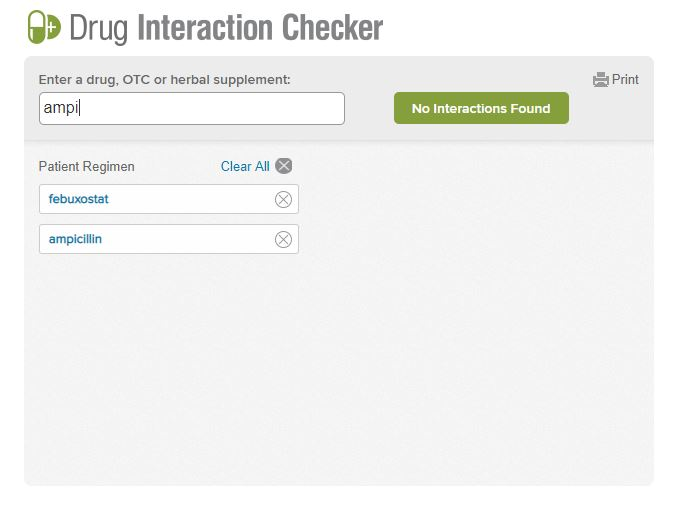 Drug Interaction Checker
Enter a drug, OTC or herbal supplement:
Print
ampi
No Interactions Found
Patient Regimen
Clear All
febuxostat
ampicillin